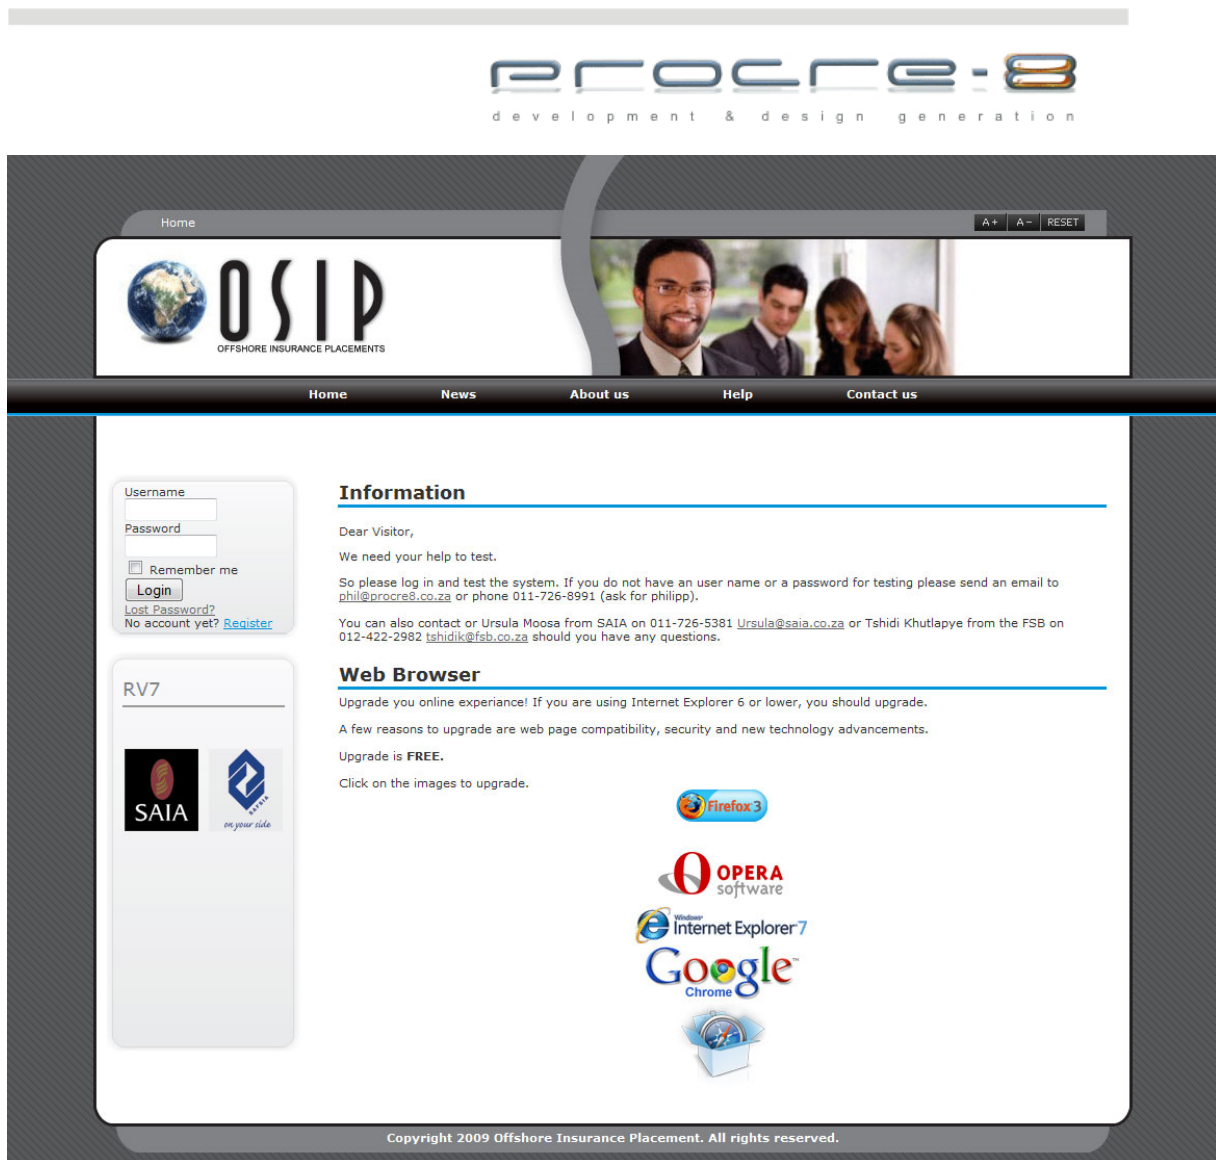 procre-8
development & design generation
Home
A+ A- RESET
OSIP
OFFSHORE INSURANCE PLACEMENTS
Home News About us Help Contact us
Username
Password
Remember me
Login
Lost Password?
No account yet? Register
RV7
SAIA
on your side
Information
Dear Visitor,
We need your help to test.
So please log in and test the system. If you do not have an user name or a password for testing please send an email to
phil@procre8.co.za or phone 011-726-8991 (ask for philipp).
You can also contact or Ursula Moosa from SAIA on 011-726-5381 Ursula@saia.co.za or Tshidi Khutlapye from the FSB on
012-422-2982 tshidik@fsb.co.za should you have any questions.
Web Browser
Upgrade you online experiance! If you are using Internet Explorer 6 or lower, you should upgrade.
A few reasons to upgrade are web page compatibility, security and new technology advancements.
Upgrade is FREE.
Click on the images to upgrade.
Firefox 3
OPERA
software
Windows
Internet Explorer 7
Google™
Chrome
Copyright 2009 Offshore Insurance Placement. All rights reserved.